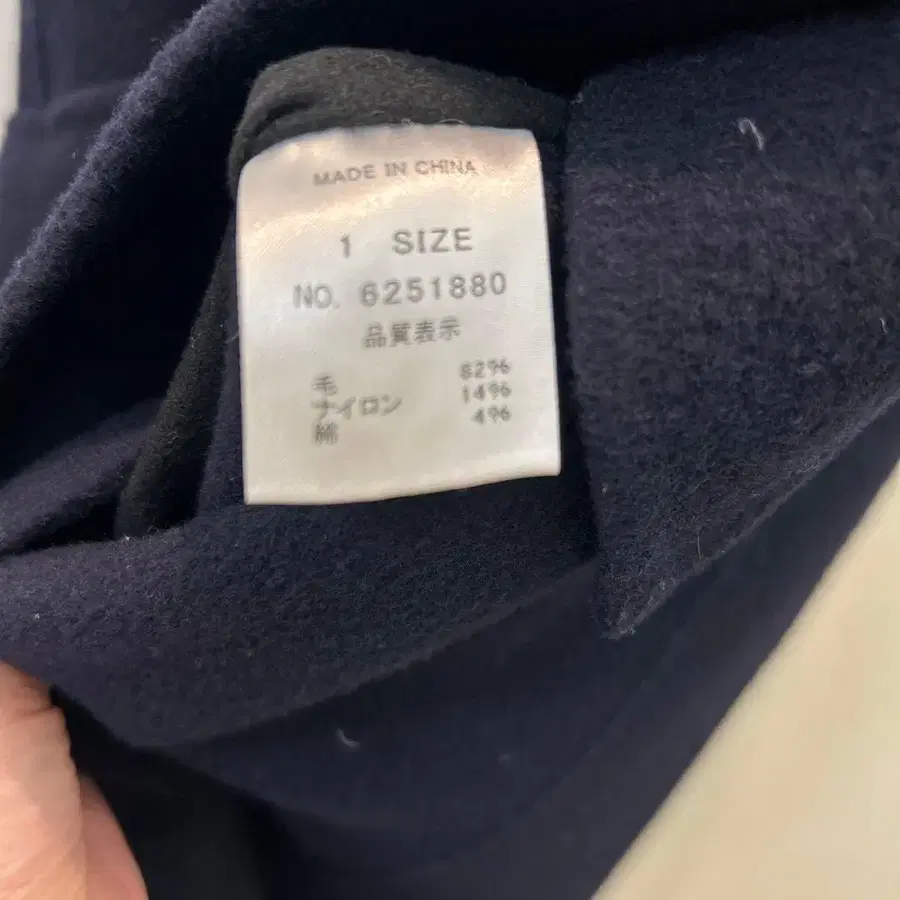 MADE IN CHINA
1 SIZE
NO. 6251880
品質表示
毛 82%
ナイロン 14%
綿 4%